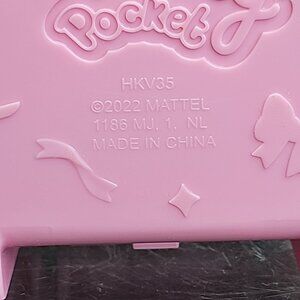 Pocket
HKV35
©2022 MATTEL
1186 MJ, 1, NL
MADE IN CHINA